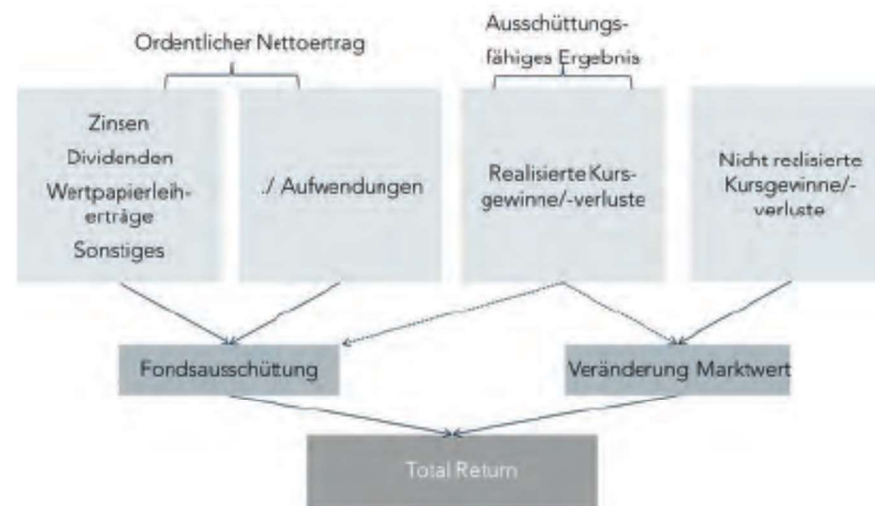 Ordentlicher Nettoertrag
Ausschüttungs-
fähiges Ergebnis
Zinsen
Dividenden
Wertpapierleih-
erträge
Sonstiges
./ Aufwendungen
Realisierte Kurs-
gewinne/-verluste
Nicht realisierte
Kursgewinne/-
verluste
Fondsausschüttung
Veränderung Marktwert
Total Return